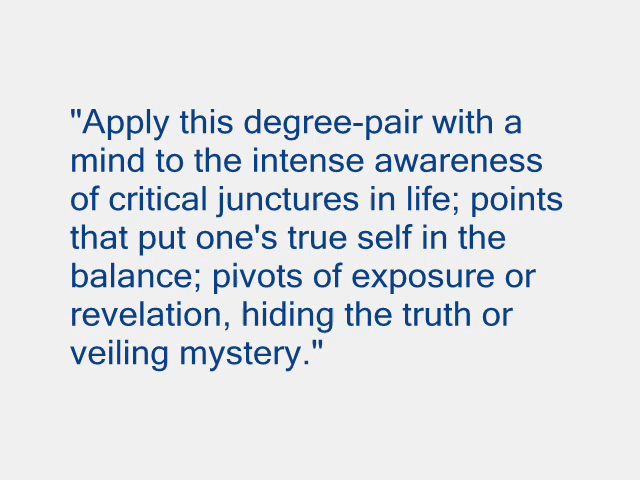 "Apply this degree-pair with a
mind to the intense awareness
of critical junctures in life; points
that put one's true self in the
balance; pivots of exposure or
revelation, hiding the truth or
veiling mystery."